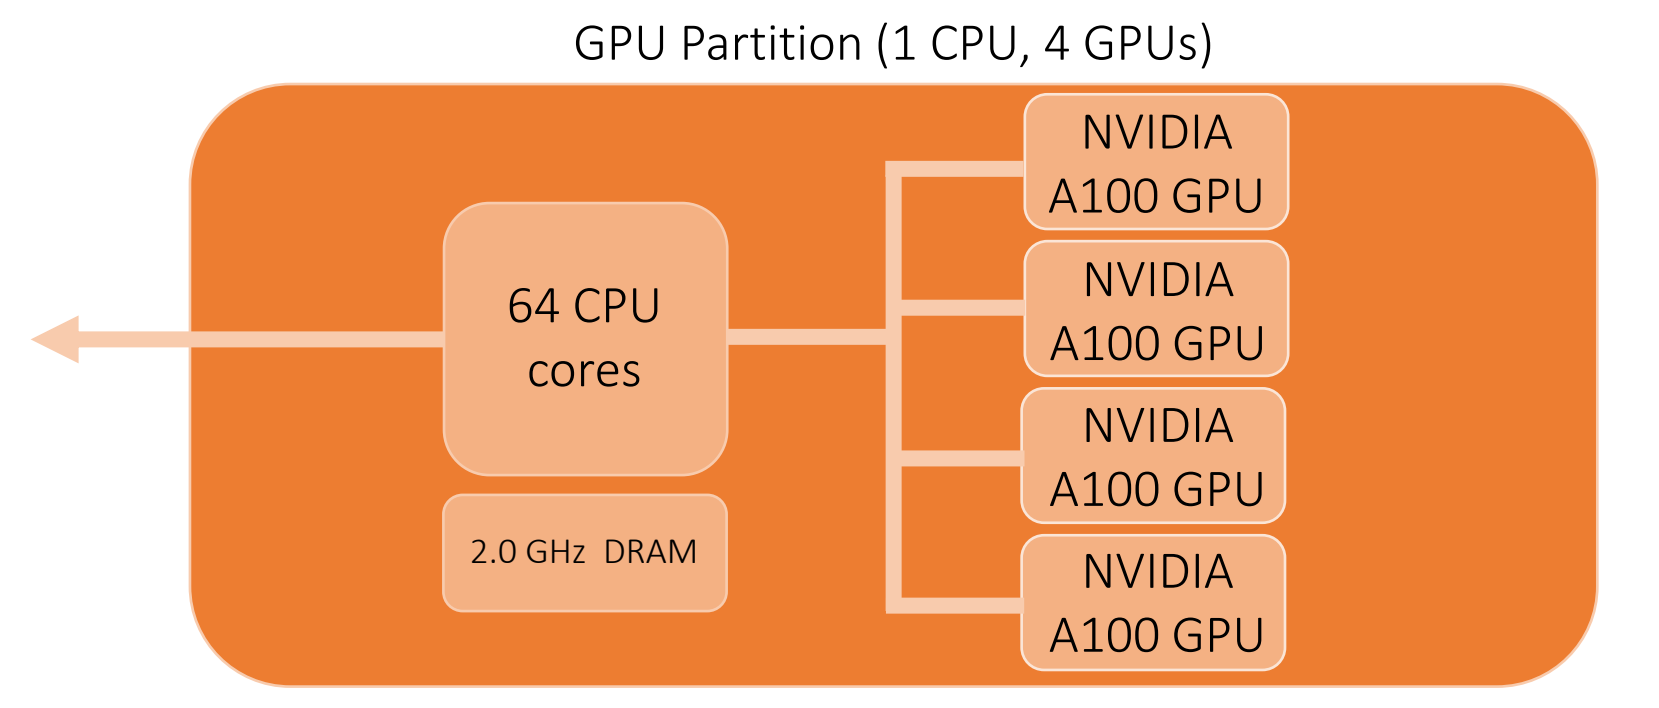 GPU Partition (1 CPU, 4 GPUs)
64 CPU
cores
2.0 GHz  DRAM
NVIDIA
A100 GPU
NVIDIA
A100 GPU
NVIDIA
A100 GPU
NVIDIA
A100 GPU